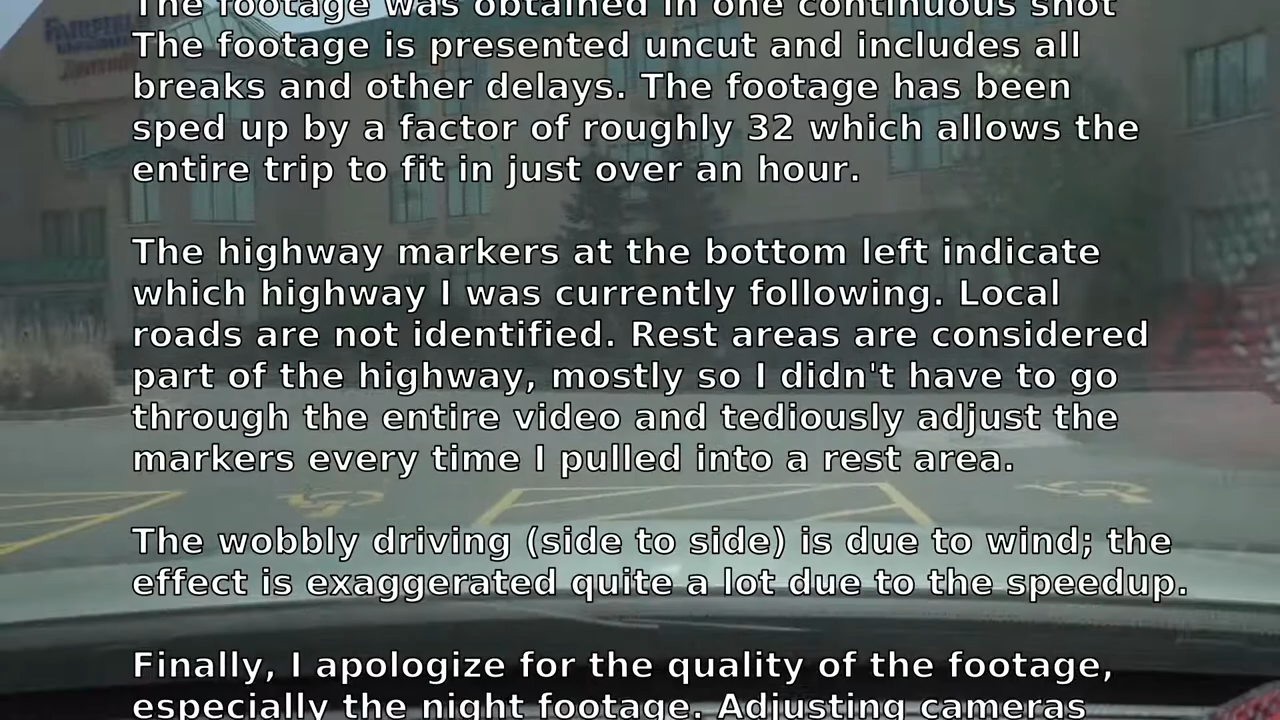 The footage was obtained in one continuous shot
The footage is presented uncut and includes all
breaks and other delays. The footage has been
sped up by a factor of roughly 32 which allows the
entire trip to fit in just over an hour.
The highway markers at the bottom left indicate
which highway I was currently following. Local
roads are not identified. Rest areas are considered
part of the highway, mostly so I didn't have to go
through the entire video and tediously adjust the
markers every time I pulled into a rest area.
The wobbly driving (side to side) is due to wind; the
effect is exaggerated quite a lot due to the speedup.
Finally, I apologize for the quality of the footage,
especially the night footage. Adjusting cameras